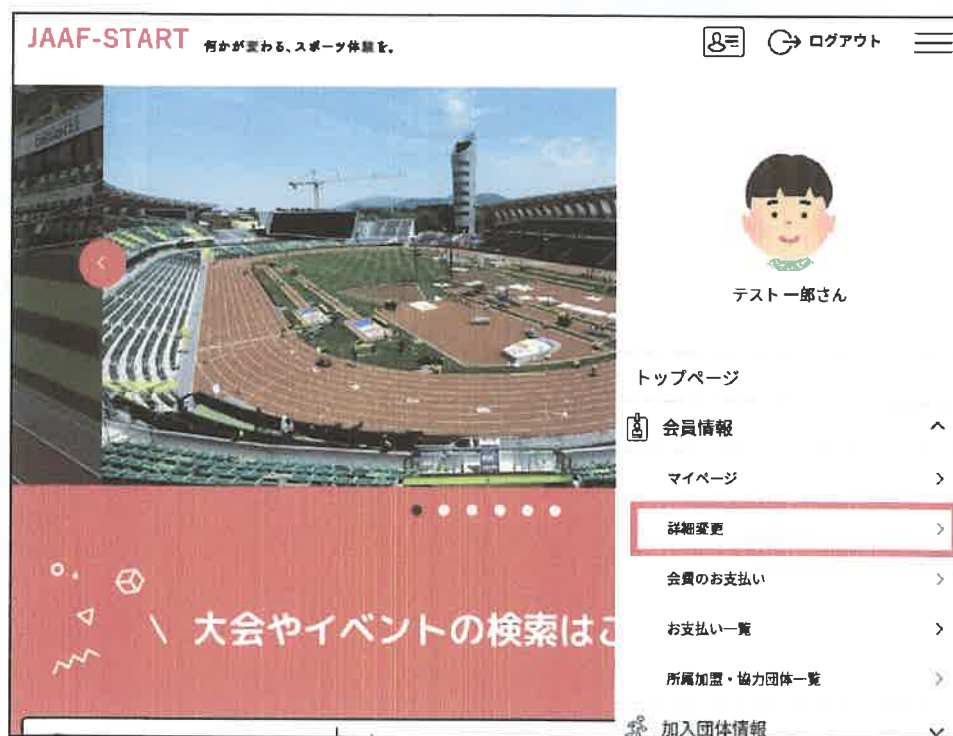 JAAF-START 何かが変わる、スポーツ体験を。
ログアウト
テスト 一郎さん
トップページ
会員情報
マイページ
詳細変更
会費のお支払い
お支払い一覧
所属加盟・協力団体一覧
加入団体情報
大会やイベントの検索はこ